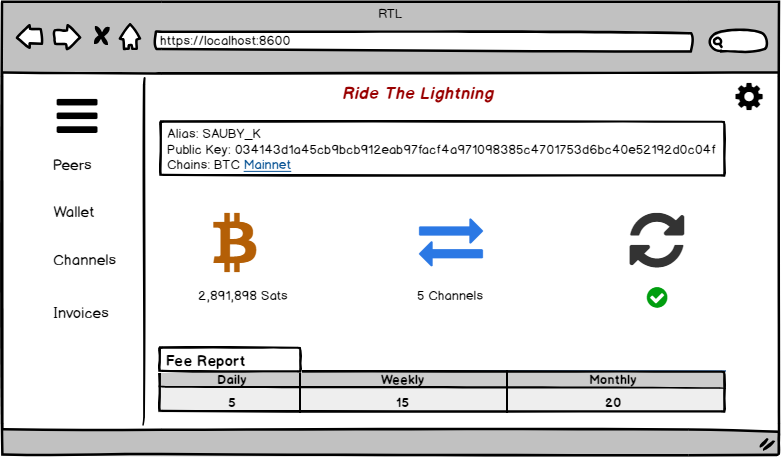 RTL
https://localhost:8600
Ride The Lightning
Alias: SAUBY_K
Public Key: 034143d1a45cb9bcb912eab97facf4a971098385c4701753d6bc40e52192d0c04f
Chains: BTC Mainnet
Peers
Wallet
Channels
Invoices
2,891,898 Sats
5 Channels
Fee Report
Daily Weekly Monthly
5 15 20